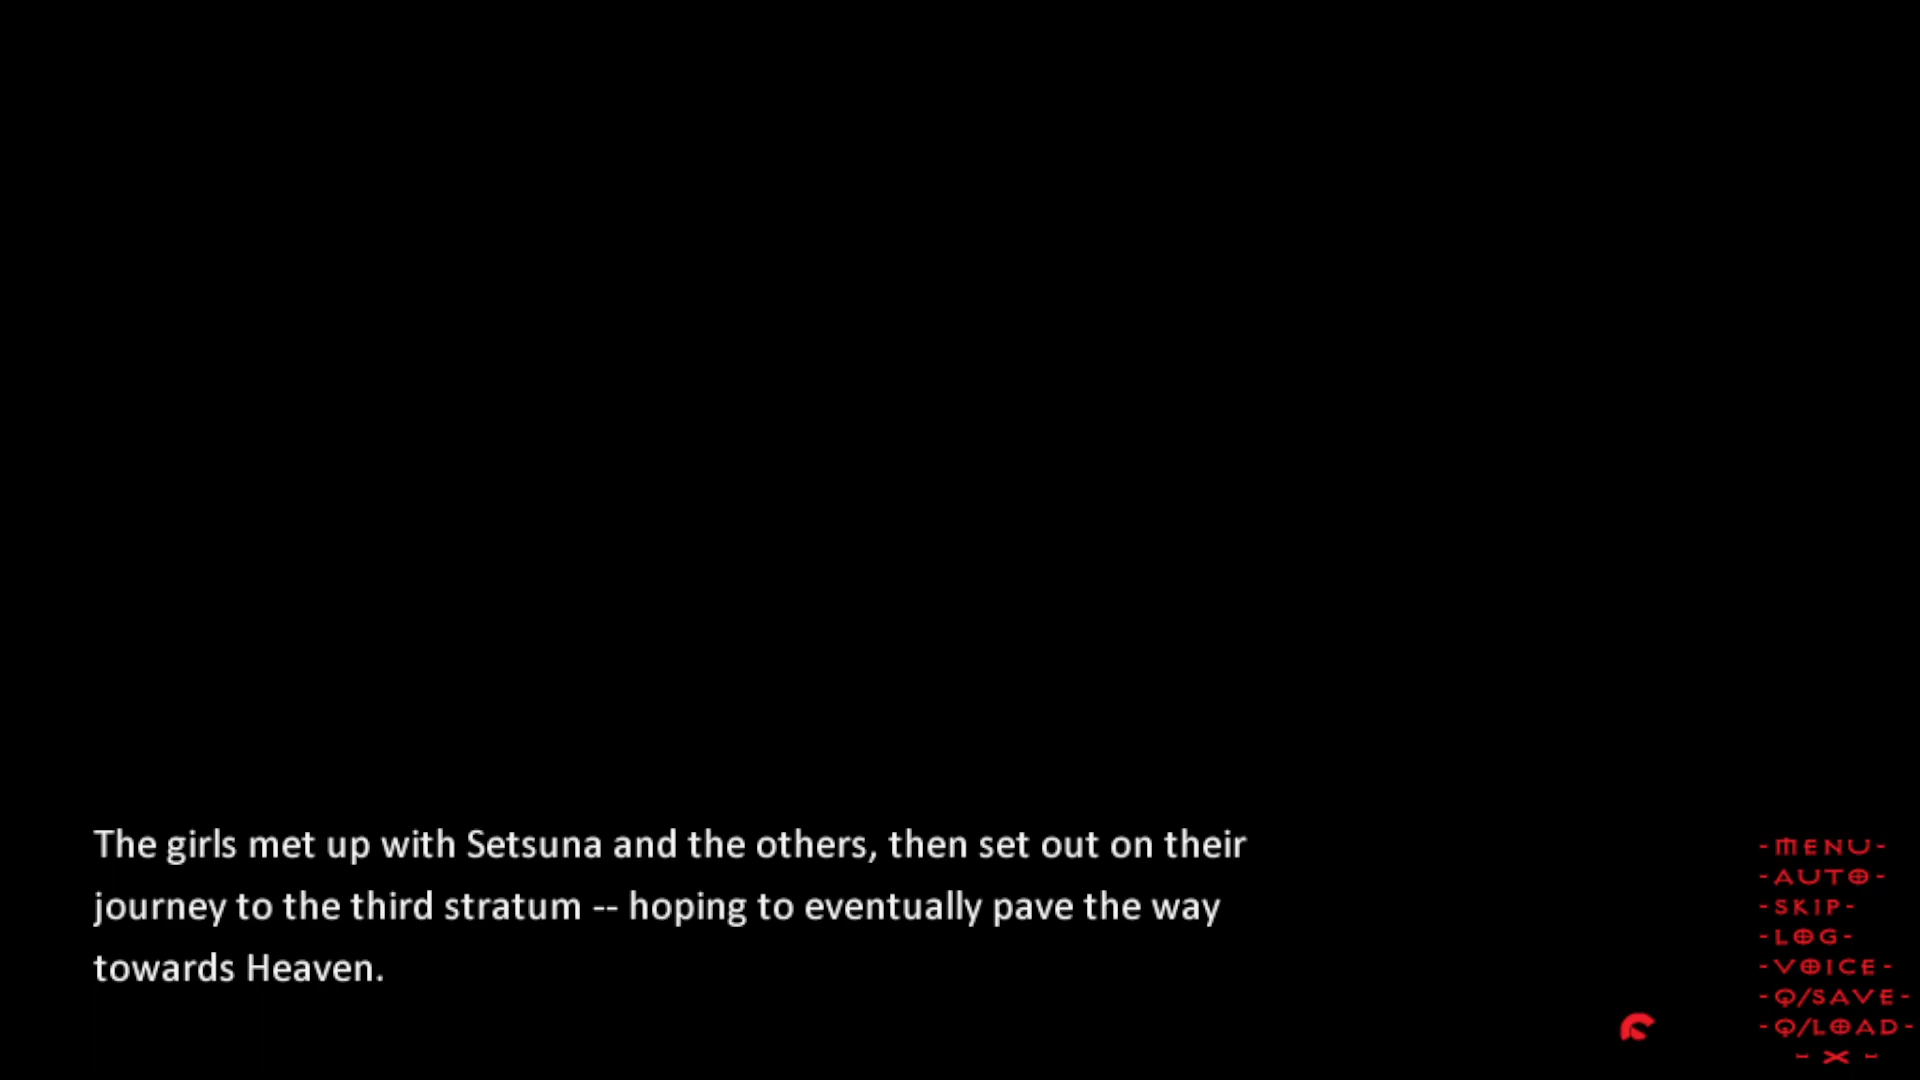 The girls met up with Setsuna and the others, then set out on their
journey to the third stratum -- hoping to eventually pave the way
towards Heaven.
-MENU-
-AUTO-
-SKIP-
-LOG-
-VOICE-
-Q/SAVE-
-Q/LOAD-
- X -